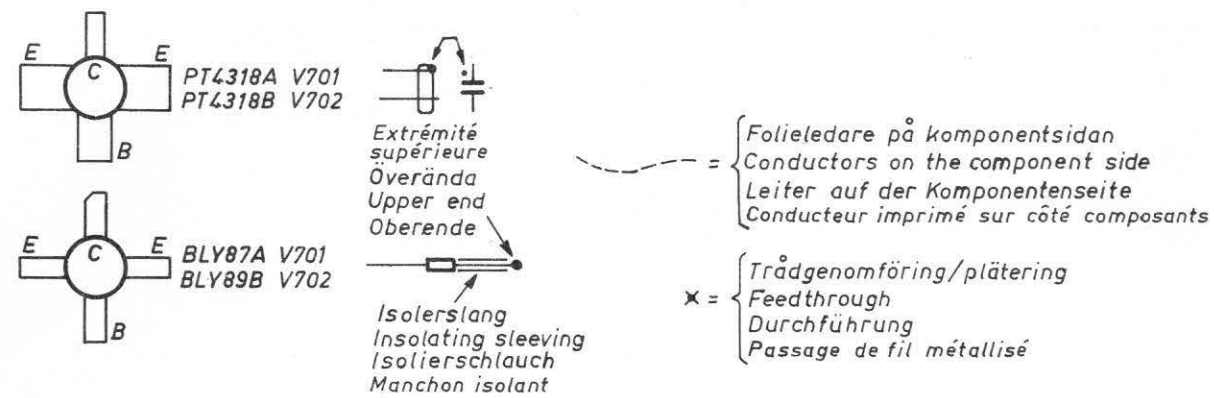 E E
C
PT4318A V701
PT4318B V702
B
E E
C
BLY87A V701
BLY89B V702
B
Extrémité
supérieure
Överända
Upper end
Oberende
Isolerslang
Insolating sleeving
Isolierschlauch
Manchon isolant
= Folieledare på komponentsidan
Conductors on the component side
Leiter auf der Komponentenseite
Conducteur imprimé sur côté composants
x = Trådgenomföring/plätering
Feedthrough
Durchführung
Passage de fil métallisé